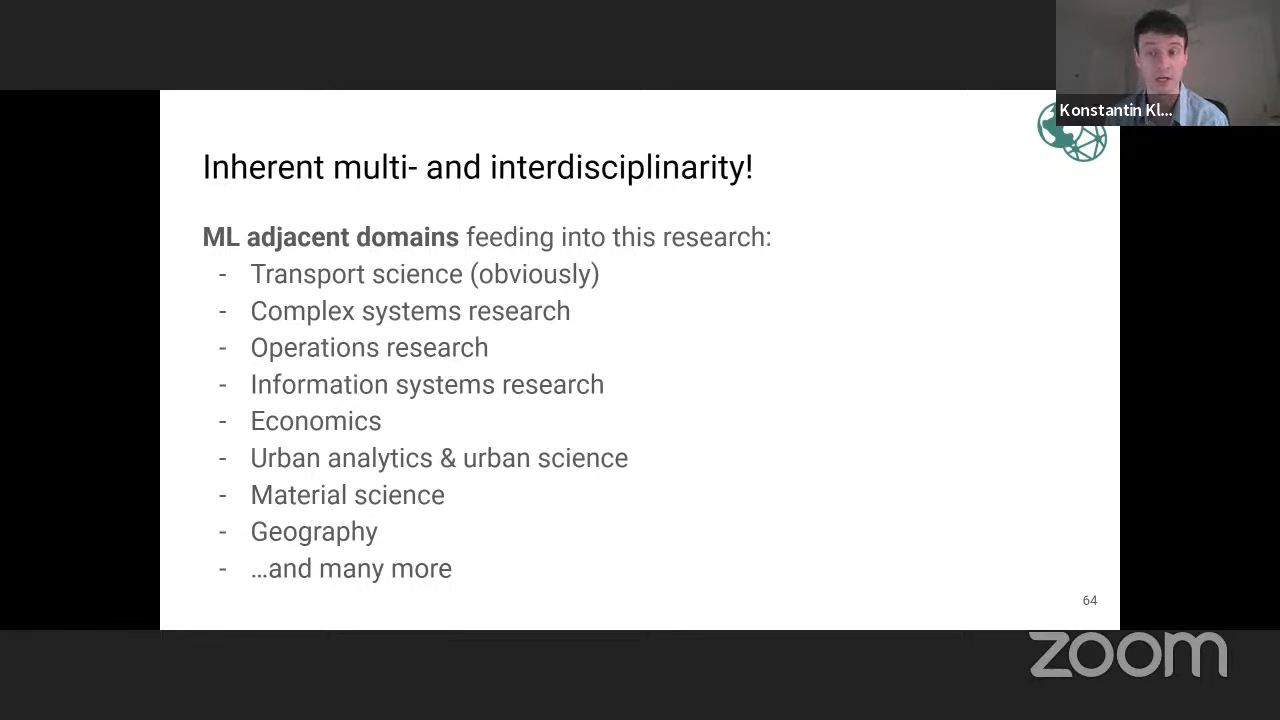 Konstantin Kl...
Inherent multi- and interdisciplinarity!
ML adjacent domains feeding into this research:
- Transport science (obviously)
- Complex systems research
- Operations research
- Information systems research
- Economics
- Urban analytics & urban science
- Material science
- Geography
- …and many more
64
zoom